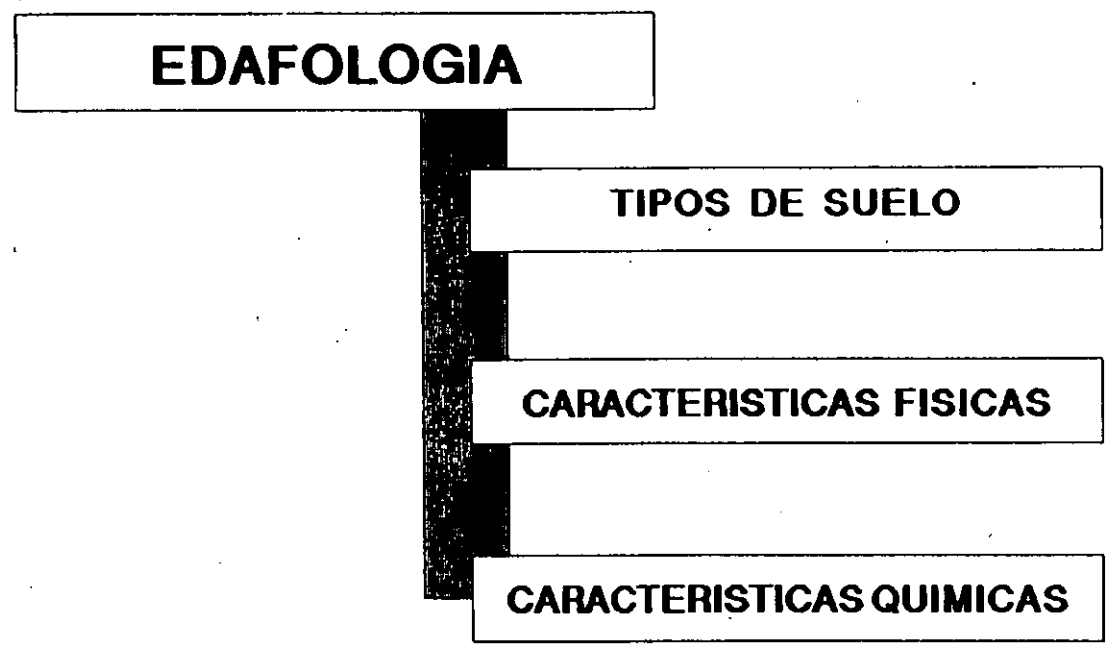 EDAFOLOGIA
TIPOS DE SUELO
CARACTERISTICAS FISICAS
CARACTERISTICAS QUIMICAS